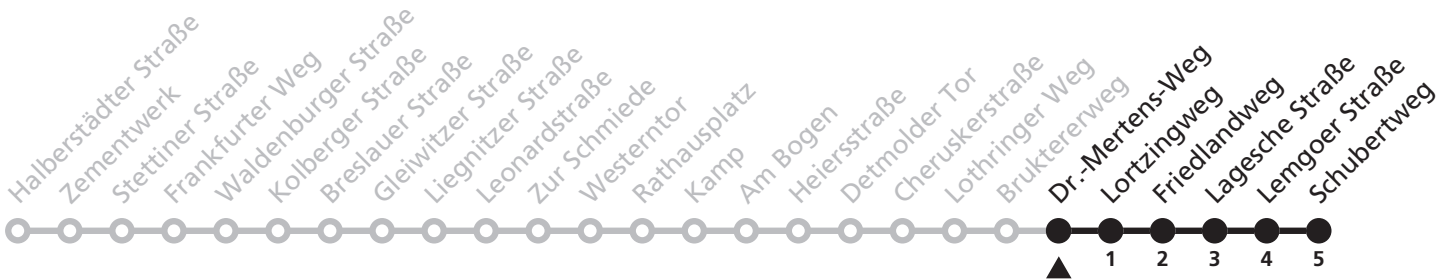 Halberstädter Straße
Zementwerk
Stettiner Straße
Frankfurter Weg
Waldenburger Straße
Kolberger Straße
Breslauer Straße
Gleiwitzer Straße
Liegnitzer Straße
Leonardstraße
Zur Schmiede
Westerntor
Rathausplatz
Kamp
Am Bogen
Heiersstraße
Detmolder Tor
Cheruskerstraße
Lothringer Weg
Bruktererweg
Dr.-Mertens-Weg
Lortzingweg
Friedlandweg
Lagesche Straße
Lemgoer Straße
Schubertweg
1 2 3 4 5